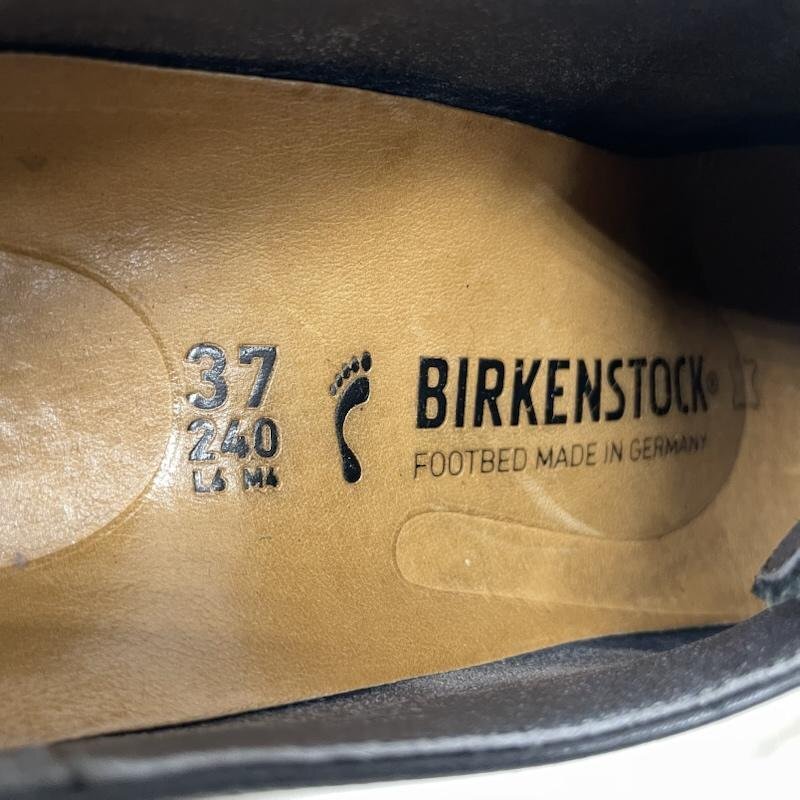 37
240
L6 M4
BIRKENSTOCK®
FOOTBED MADE IN GERMANY